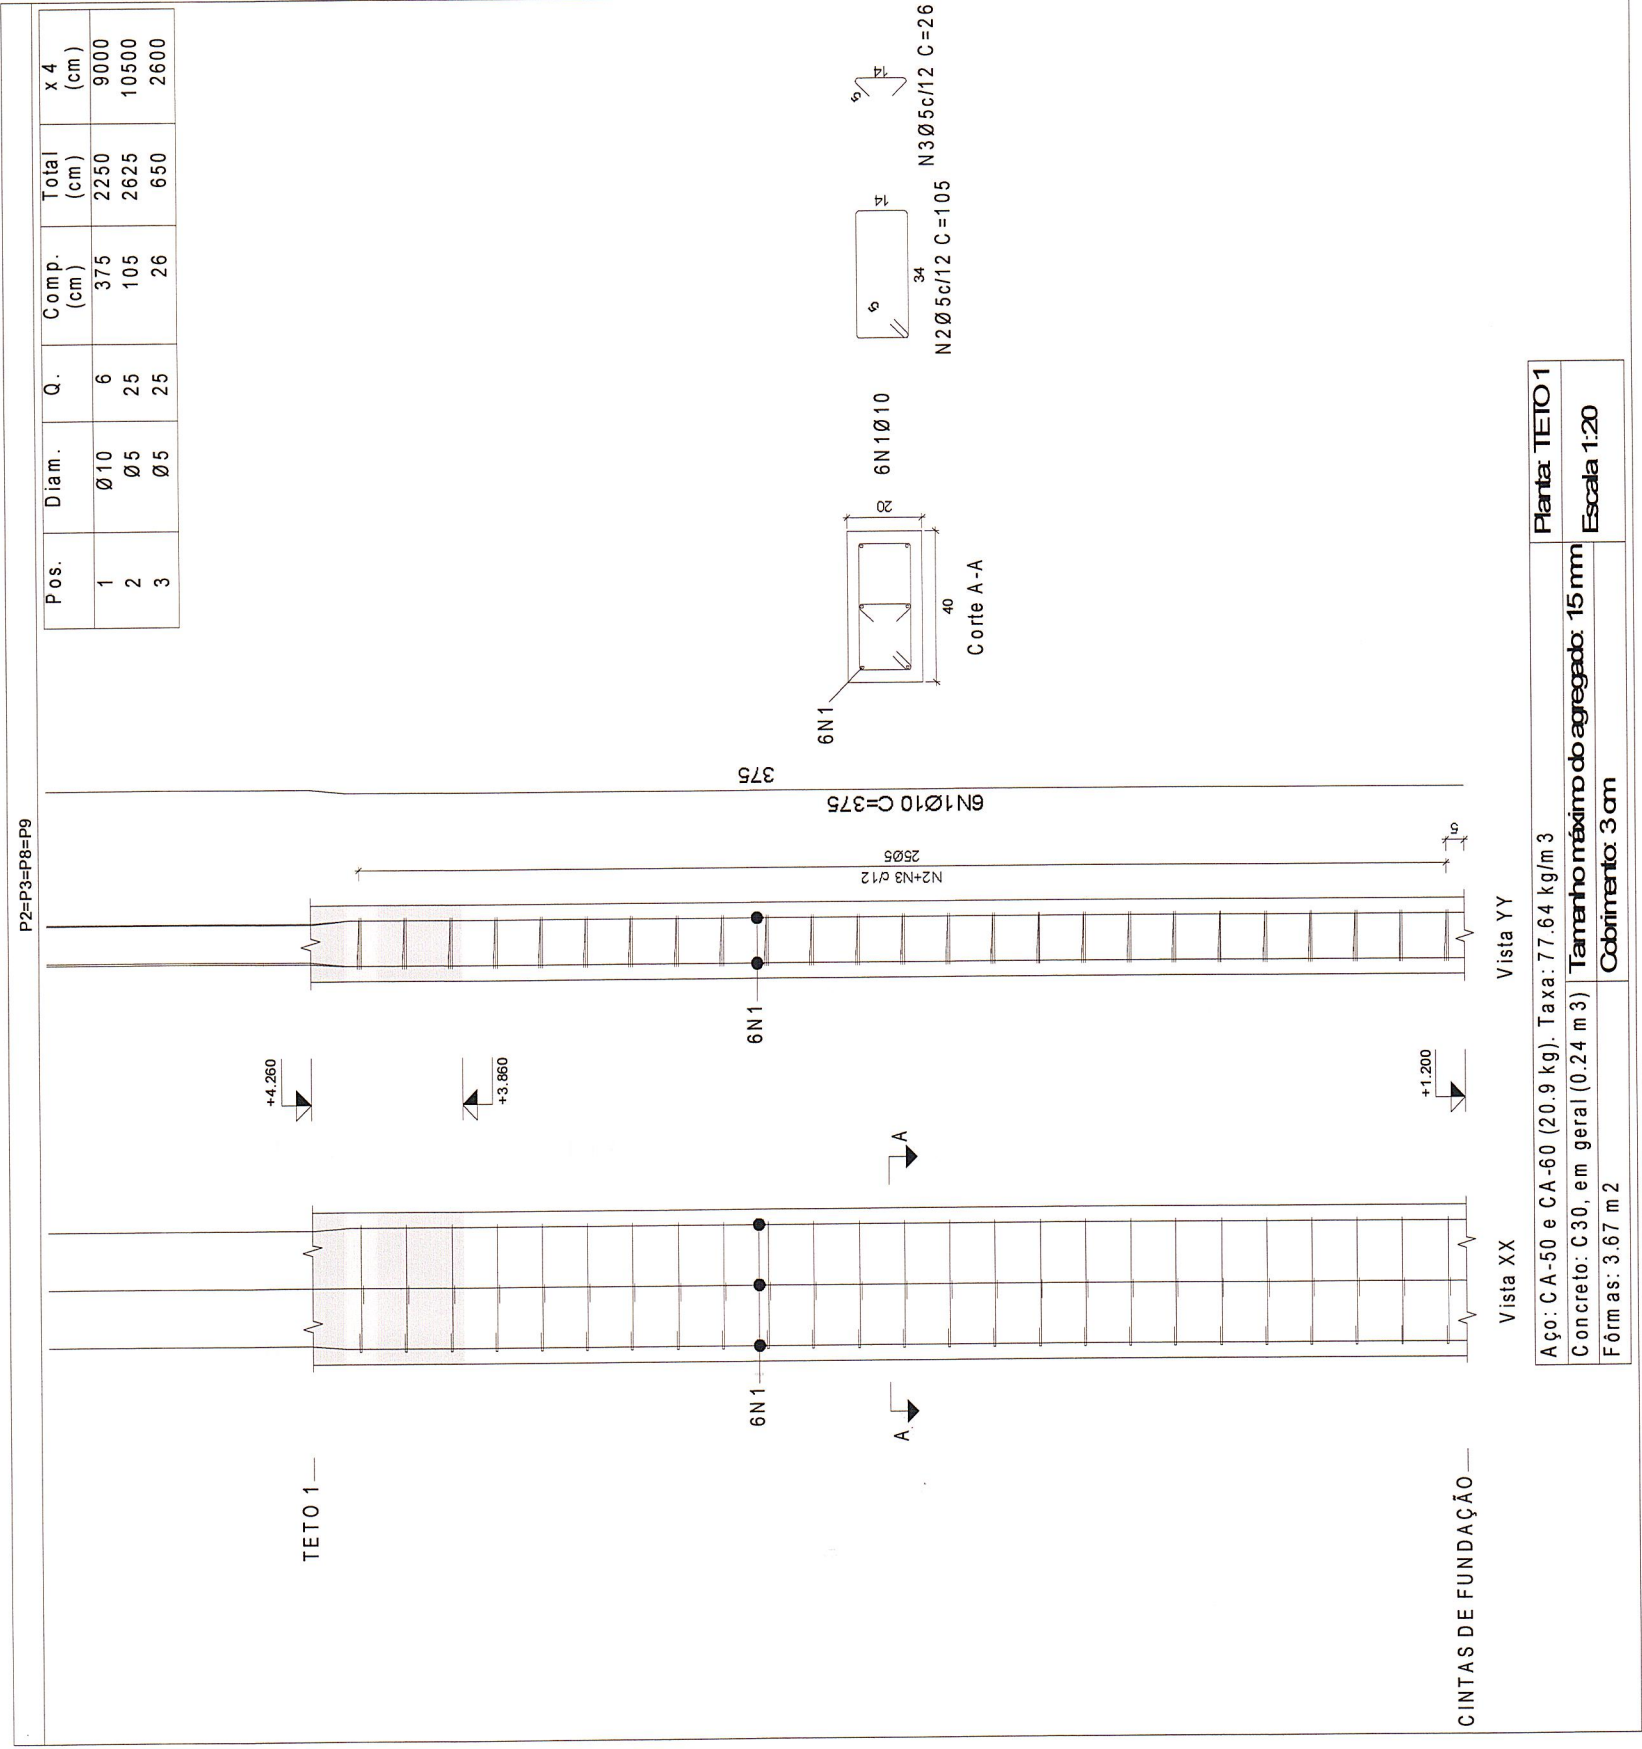 P2=P3=P8=P9
Pos. Diam. Q. Comp. (cm) Total (cm) x 4 (cm)
1 Ø10 6 375 2250 9000
2 Ø5 25 105 2625 10500
3 Ø5 25 26 650 2600
TETO 1
+4.260
+3.860
+1.200
CINTAS DE FUNDAÇÃO
6N1
A
A
Vista XX
6N1
Vista YY
N2+N3 c/12
25Ø5
5
6N1Ø10 C=375
375
6N1
20
40
Corte A-A
6N1Ø10
5
14
34
N2Ø5c/12 C=105
5
14
N3Ø5c/12 C=26
Aço: CA-50 e CA-60 (20.9 kg). Taxa: 77.64 kg/m3
Planta: TETO 1
Concreto: C30, em geral (0.24 m3)
Tamanho máximo do agregado: 15 mm
Escala 1:20
Fôrmas: 3.67 m2
Cobrimento: 3 cm